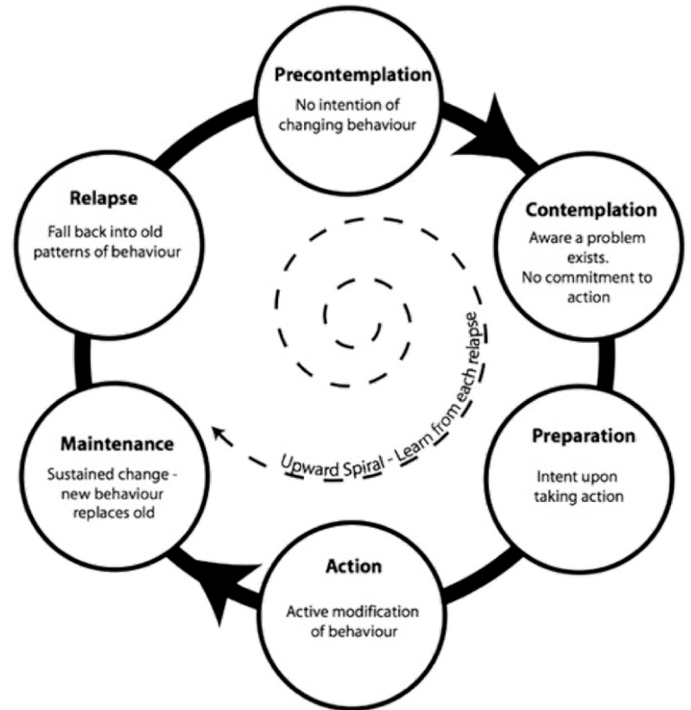 Precontemplation
No intention of
changing behaviour
Contemplation
Aware a problem
exists.
No commitment to
action
Preparation
Intent upon
taking action
Action
Active modification
of behaviour
Maintenance
Sustained change -
new behaviour
replaces old
Relapse
Fall back into old
patterns of behaviour
Upward Spiral - Learn from each relapse